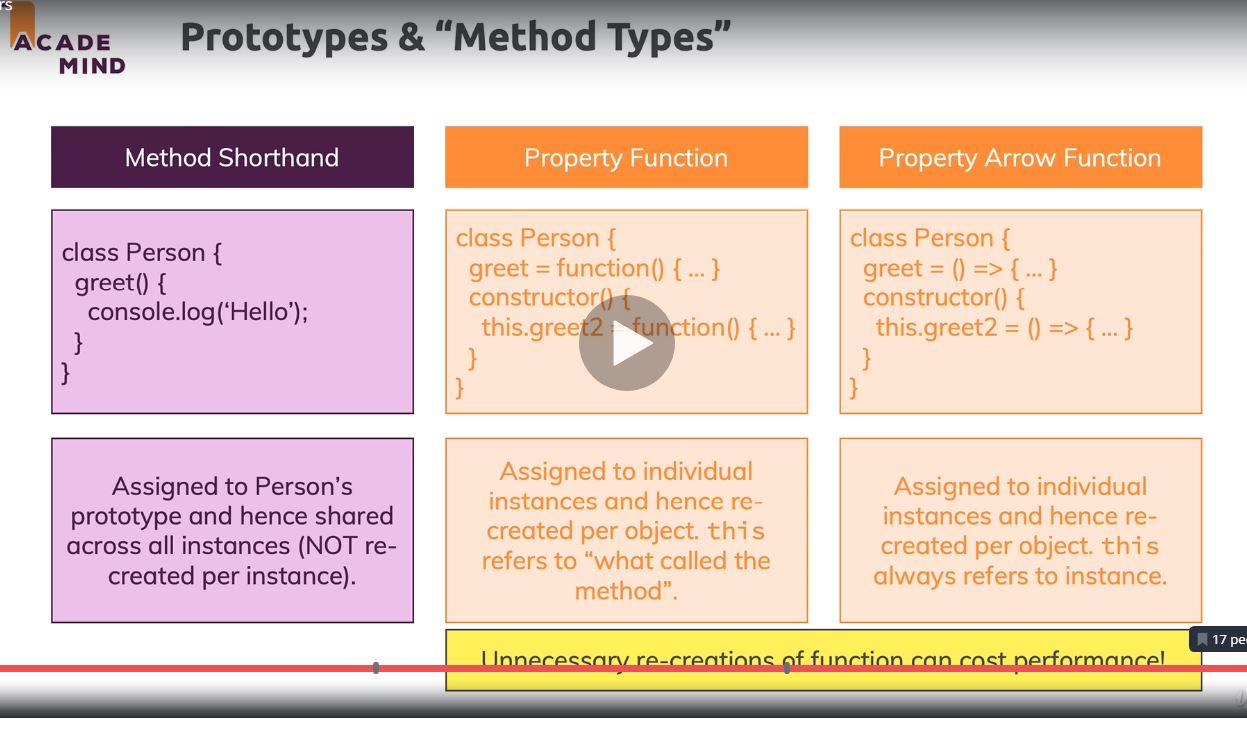 rs
ACADE
MIND
Prototypes & “Method Types”
Method Shorthand
class Person {
greet() {
console.log(‘Hello’);
}
}
Assigned to Person’s
prototype and hence shared
across all instances (NOT re-
created per instance).
Property Function
class Person {
greet = function() { ... }
constructor() {
this.greet2 = function() { ... }
}
}
Assigned to individual
instances and hence re-
created per object. this
refers to “what called the
method”.
Property Arrow Function
class Person {
greet = () => { ... }
constructor() {
this.greet2 = () => { ... }
}
}
Assigned to individual
instances and hence re-
created per object. this
always refers to instance.
Unnecessary re-creations of function can cost performance!
17 pe